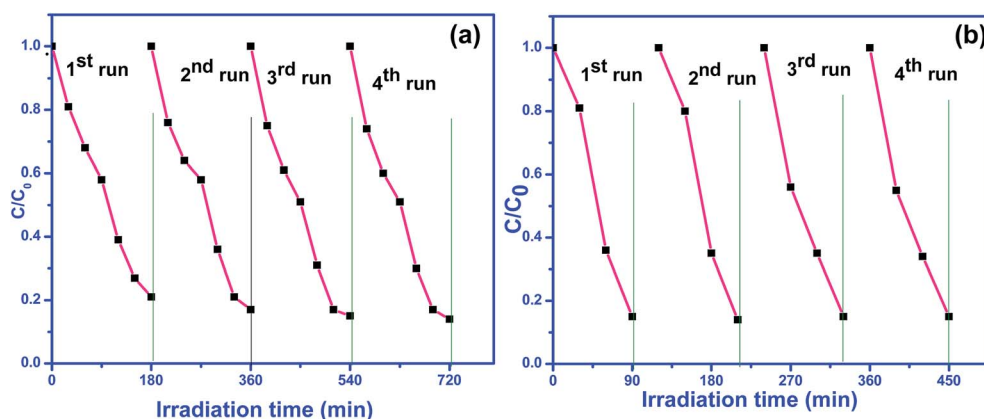 (a)
1st run
2nd run
3rd run
4th run
1.0
0.8
0.6
0.4
0.2
0.0
C/C0
0
180
360
540
720
Irradiation time (min)
(b)
1st run
2nd run
3rd run
4th run
1.0
0.8
0.6
0.4
0.2
0.0
C/C0
0
90
180
270
360
450
Irradiation time (min)